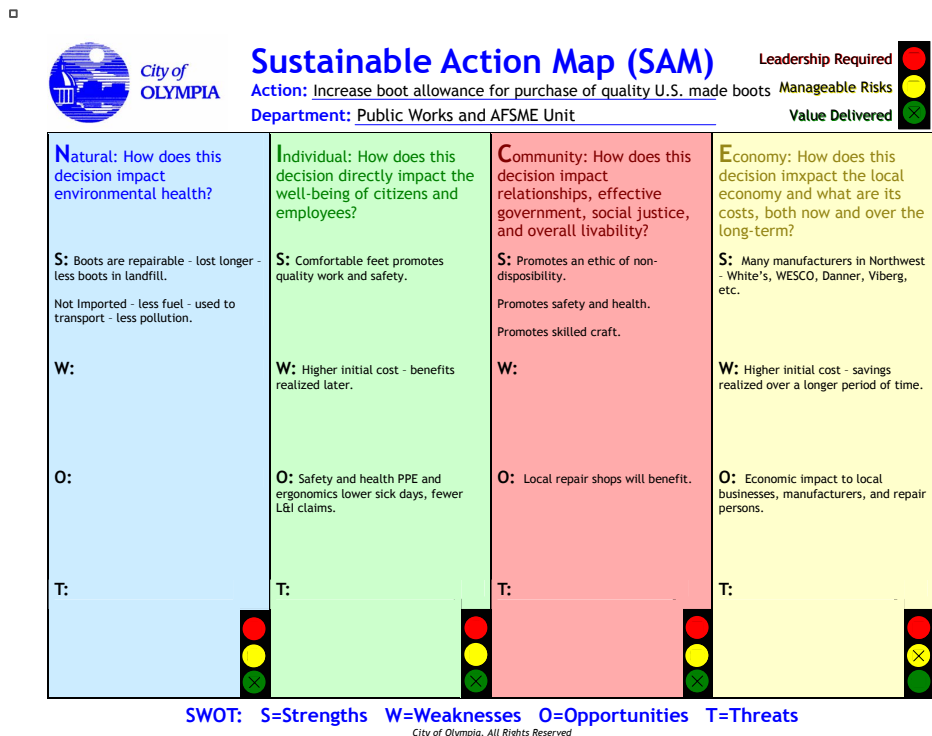 City of
OLYMPIA
Sustainable Action Map (SAM)
Action: Increase boot allowance for purchase of quality U.S. made boots
Department: Public Works and AFSME Unit
Leadership Required
Manageable Risks
Value Delivered
Natural: How does this
decision impact
environmental health?
S: Boots are repairable – lost longer –
less boots in landfill.
Not Imported – less fuel – used to
transport – less pollution.
W:
O:
T:
Individual: How does this
decision directly impact the
well-being of citizens and
employees?
S: Comfortable feet promotes
quality work and safety.
W: Higher initial cost – benefits
realized later.
O: Safety and health PPE and
ergonomics lower sick days, fewer
L&I claims.
T:
Community: How does this
decision impact
relationships, effective
government, social justice,
and overall livability?
S: Promotes an ethic of non-
disposibility.
Promotes safety and health.
Promotes skilled craft.
W:
O: Local repair shops will benefit.
T:
Economy: How does this
decision imxpact the local
economy and what are its
costs, both now and over the
long-term?
S: Many manufacturers in Northwest
– White's, WESCO, Danner, Viberg,
etc.
W: Higher initial cost – savings
realized over a longer period of time.
O: Economic impact to local
businesses, manufacturers, and repair
persons.
T:
SWOT: S=Strengths W=Weaknesses O=Opportunities T=Threats
City of Olympia. All Rights Reserved